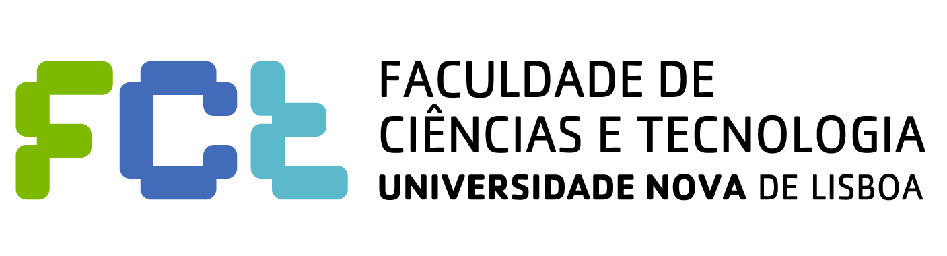 FCt
FACULDADE DE
CIÊNCIAS E TECNOLOGIA
UNIVERSIDADE NOVA DE LISBOA